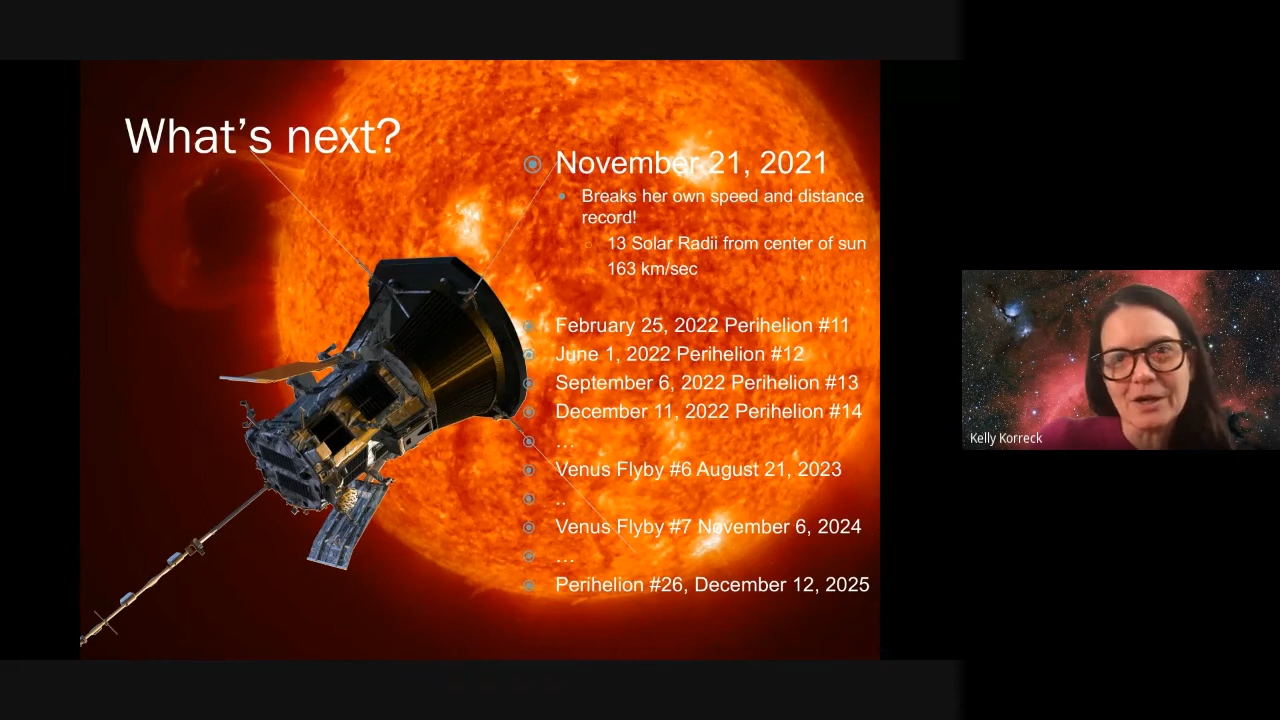 What's next?
November 21, 2021
Breaks her own speed and distance
record!
13 Solar Radii from center of sun
163 km/sec
February 25, 2022 Perihelion #11
June 1, 2022 Perihelion #12
September 6, 2022 Perihelion #13
December 11, 2022 Perihelion #14
...
Venus Flyby #6 August 21, 2023
..
Venus Flyby #7 November 6, 2024
...
Perihelion #26, December 12, 2025
Kelly Korreck